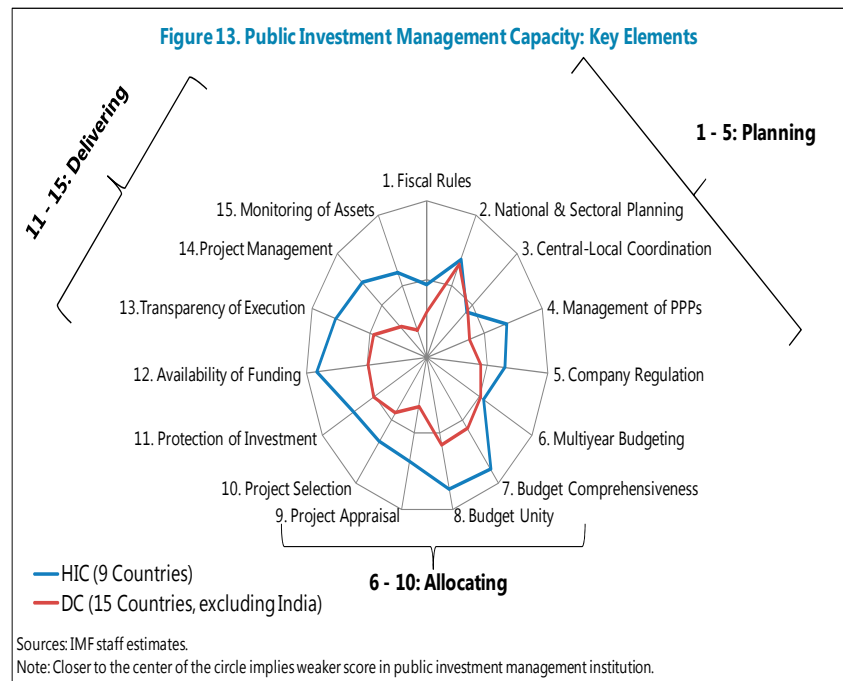 Figure 13. Public Investment Management Capacity: Key Elements
11 - 15: Delivering
1 - 5: Planning
1. Fiscal Rules
2. National & Sectoral Planning
3. Central-Local Coordination
4. Management of PPPs
5. Company Regulation
6. Multiyear Budgeting
7. Budget Comprehensiveness
8. Budget Unity
9. Project Appraisal
10. Project Selection
11. Protection of Investment
12. Availability of Funding
13.Transparency of Execution
14.Project Management
15. Monitoring of Assets
6 - 10: Allocating
HIC (9 Countries)
DC (15 Countries, excluding India)
Sources: IMF staff estimates.
Note: Closer to the center of the circle implies weaker score in public investment management institution.